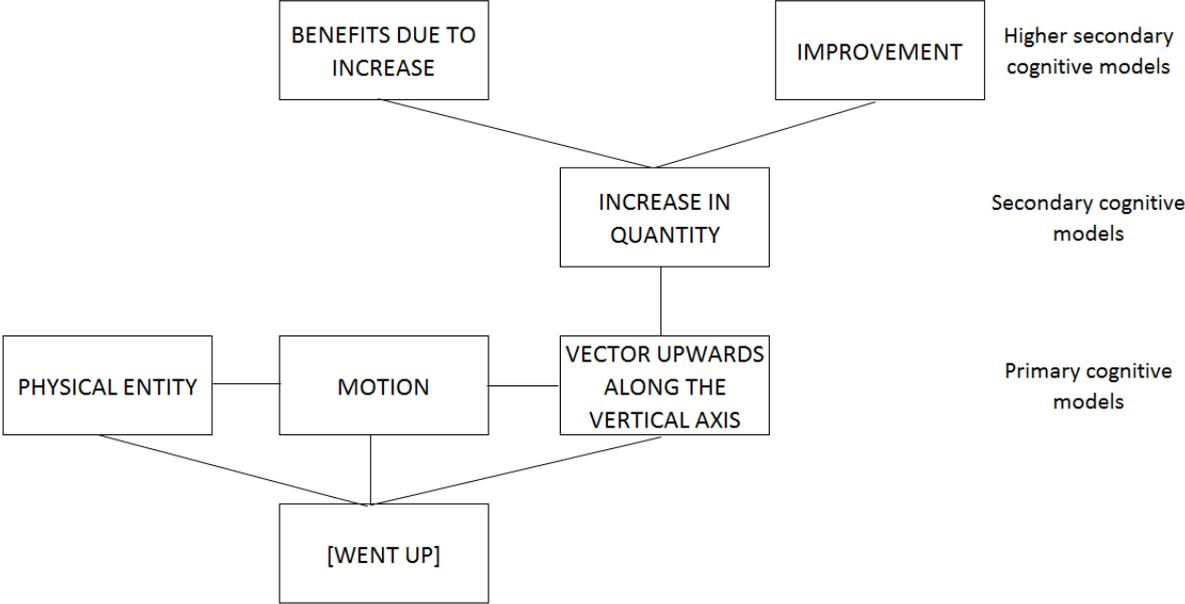 BENEFITS DUE TO
INCREASE
IMPROVEMENT
Higher secondary
cognitive models
INCREASE IN
QUANTITY
Secondary cognitive
models
PHYSICAL ENTITY
MOTION
VECTOR UPWARDS
ALONG THE
VERTICAL AXIS
Primary cognitive
models
[WENT UP]